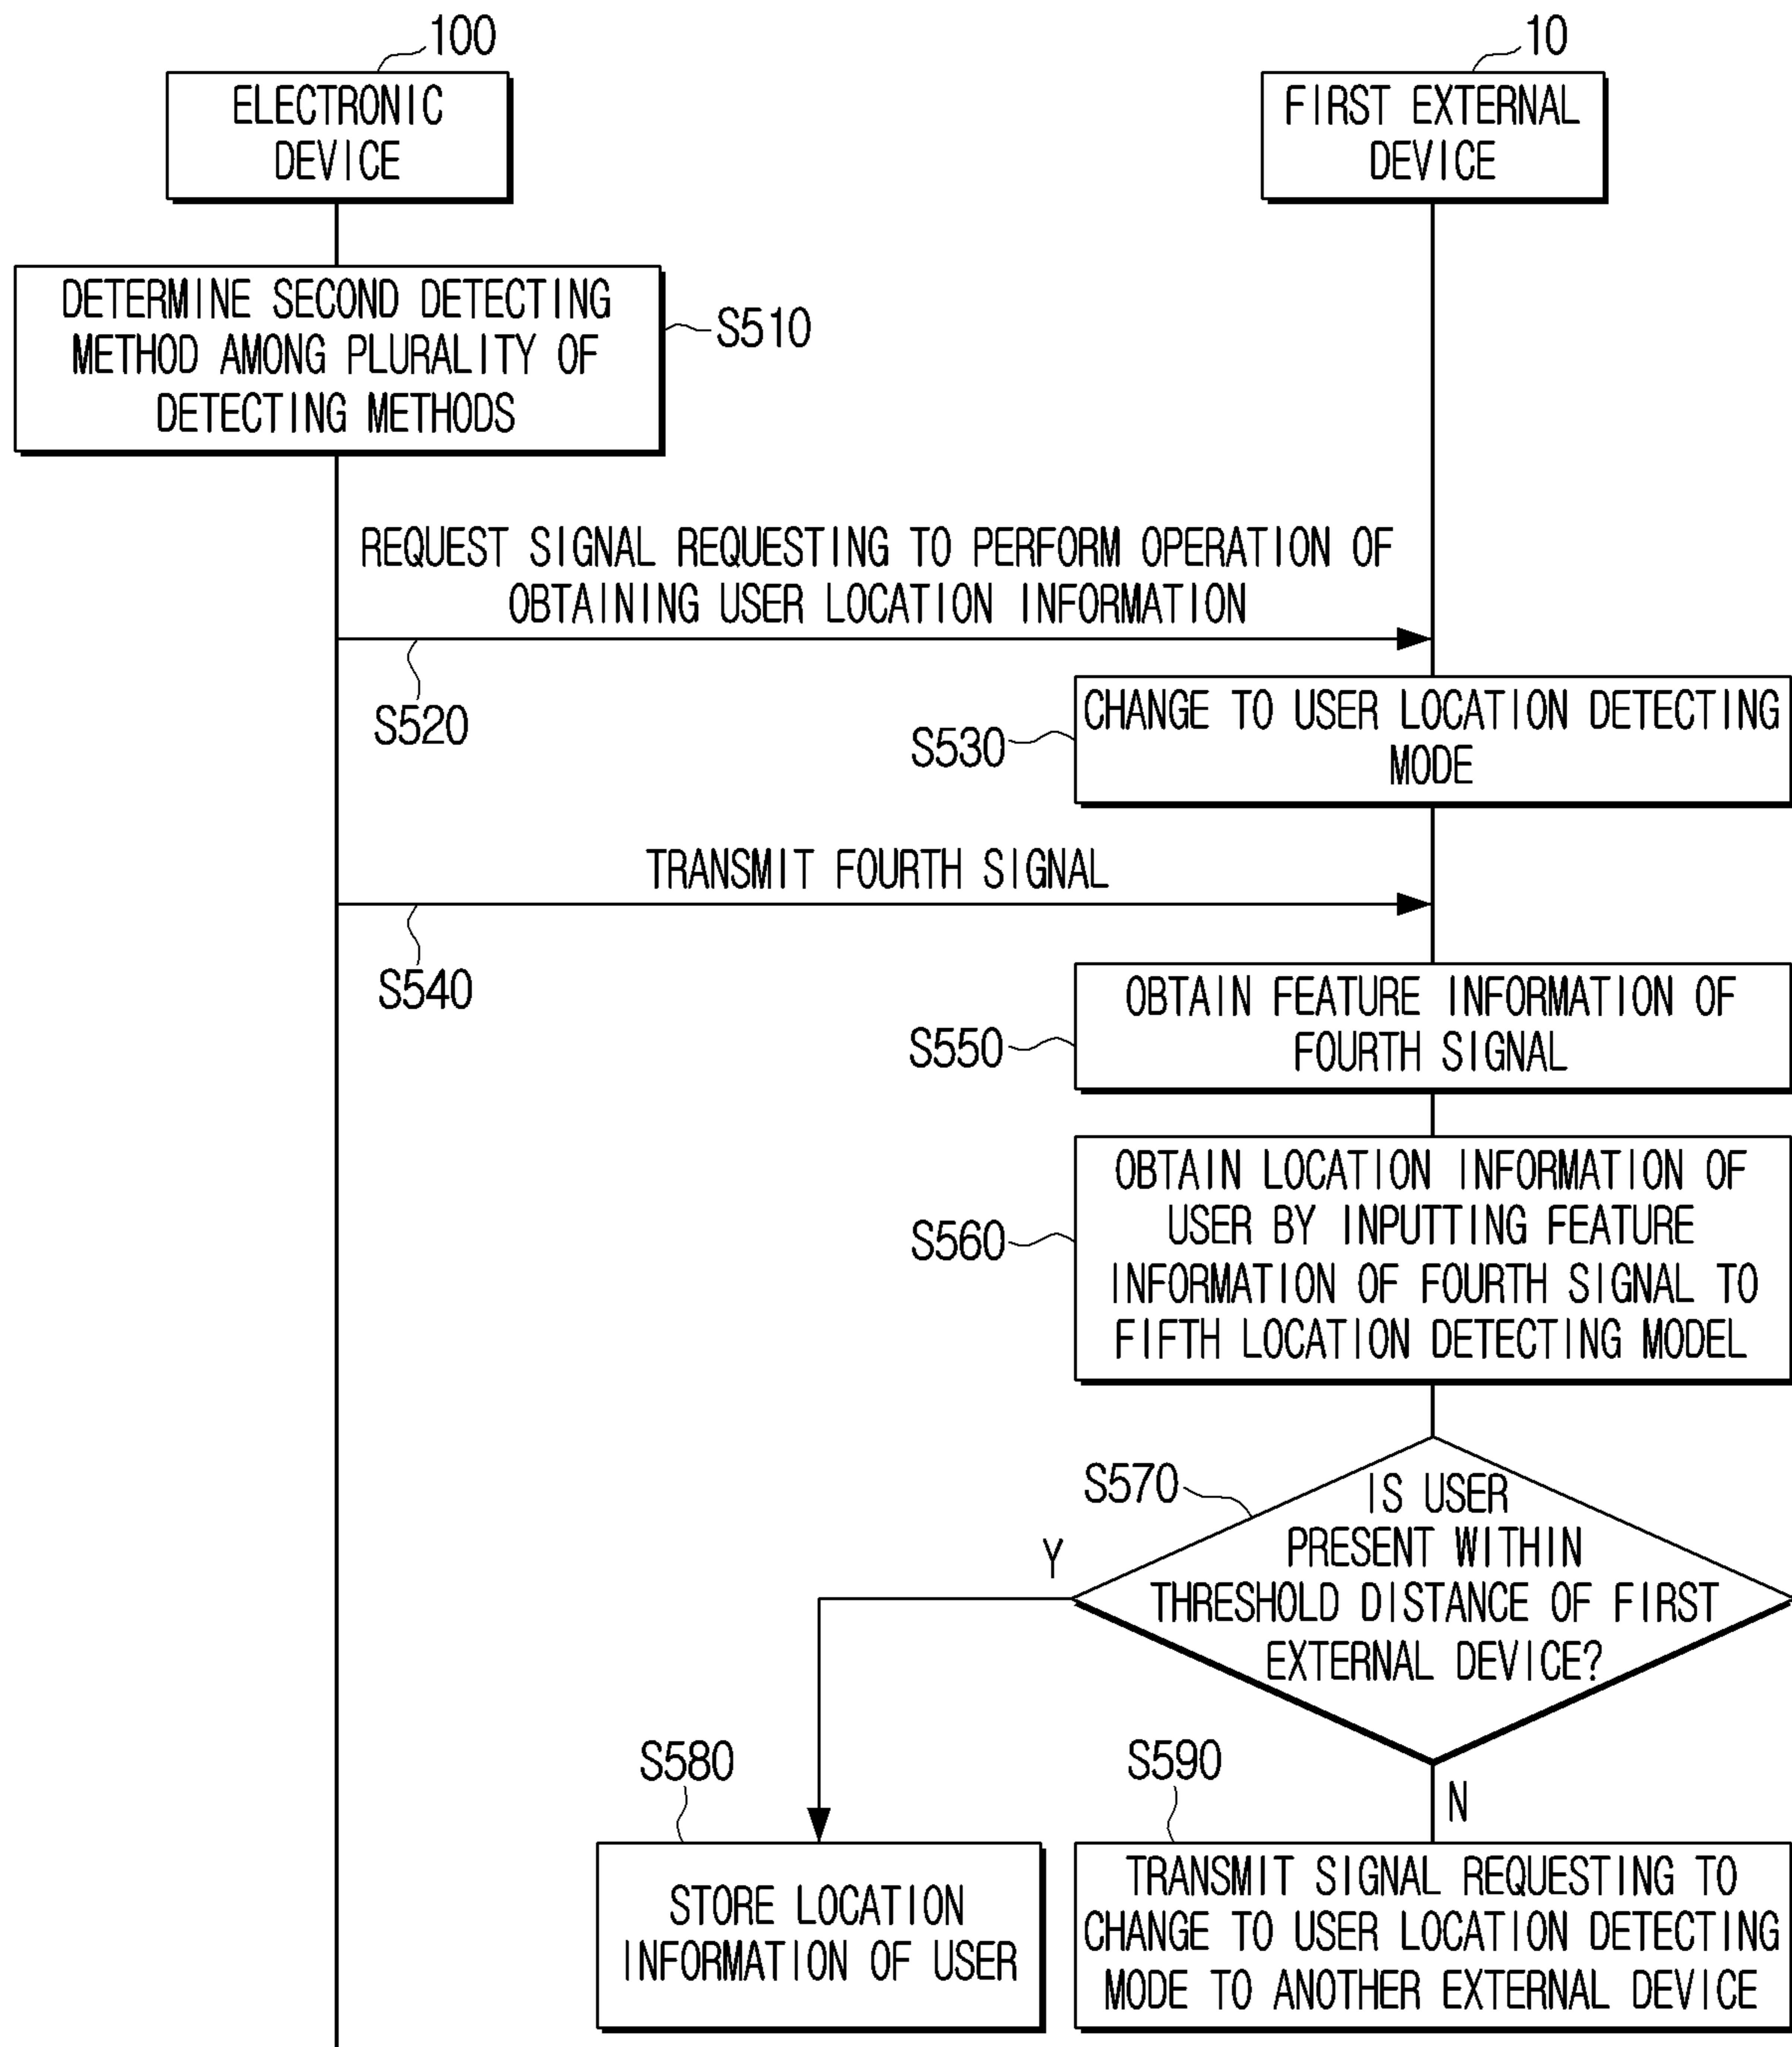 100
10
ELECTRONIC
DEVICE
FIRST EXTERNAL
DEVICE
DETERMINE SECOND DETECTING
METHOD AMONG PLURALITY OF
DETECTING METHODS
S510
REQUEST SIGNAL REQUESTING TO PERFORM OPERATION OF
OBTAINING USER LOCATION INFORMATION
S520
CHANGE TO USER LOCATION DETECTING
MODE
S530
TRANSMIT FOURTH SIGNAL
S540
OBTAIN FEATURE INFORMATION OF
FOURTH SIGNAL
S550
OBTAIN LOCATION INFORMATION OF
USER BY INPUTTING FEATURE
INFORMATION OF FOURTH SIGNAL TO
FIFTH LOCATION DETECTING MODEL
S560
S570
IS USER
PRESENT WITHIN
THRESHOLD DISTANCE OF FIRST
EXTERNAL DEVICE?
Y
N
S580
STORE LOCATION
INFORMATION OF USER
S590
TRANSMIT SIGNAL REQUESTING TO
CHANGE TO USER LOCATION DETECTING
MODE TO ANOTHER EXTERNAL DEVICE